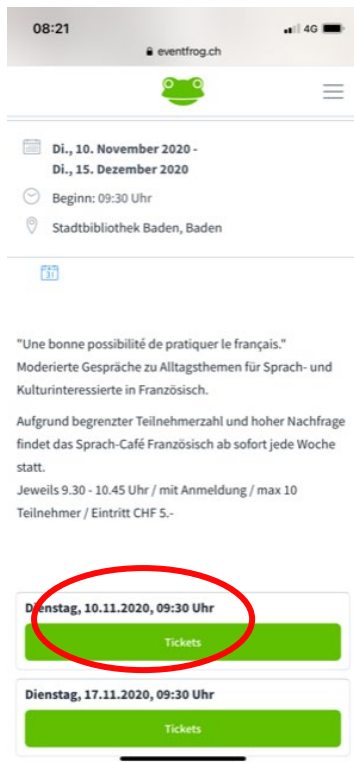 08:21
4G
eventfrog.ch
Di., 10. November 2020 -
Di., 15. Dezember 2020
Beginn: 09:30 Uhr
Stadtbibliothek Baden, Baden
31
"Une bonne possibilité de pratiquer le français."
Moderierte Gespräche zu Alltagsthemen für Sprach- und
Kulturinteressierte in Französisch.
Aufgrund begrenzter Teilnehmerzahl und hoher Nachfrage
findet das Sprach-Café Französisch ab sofort jede Woche
statt.
Jeweils 9.30 - 10.45 Uhr / mit Anmeldung / max 10
Teilnehmer / Eintritt CHF 5.-
Dienstag, 10.11.2020, 09:30 Uhr
Tickets
Dienstag, 17.11.2020, 09:30 Uhr
Tickets